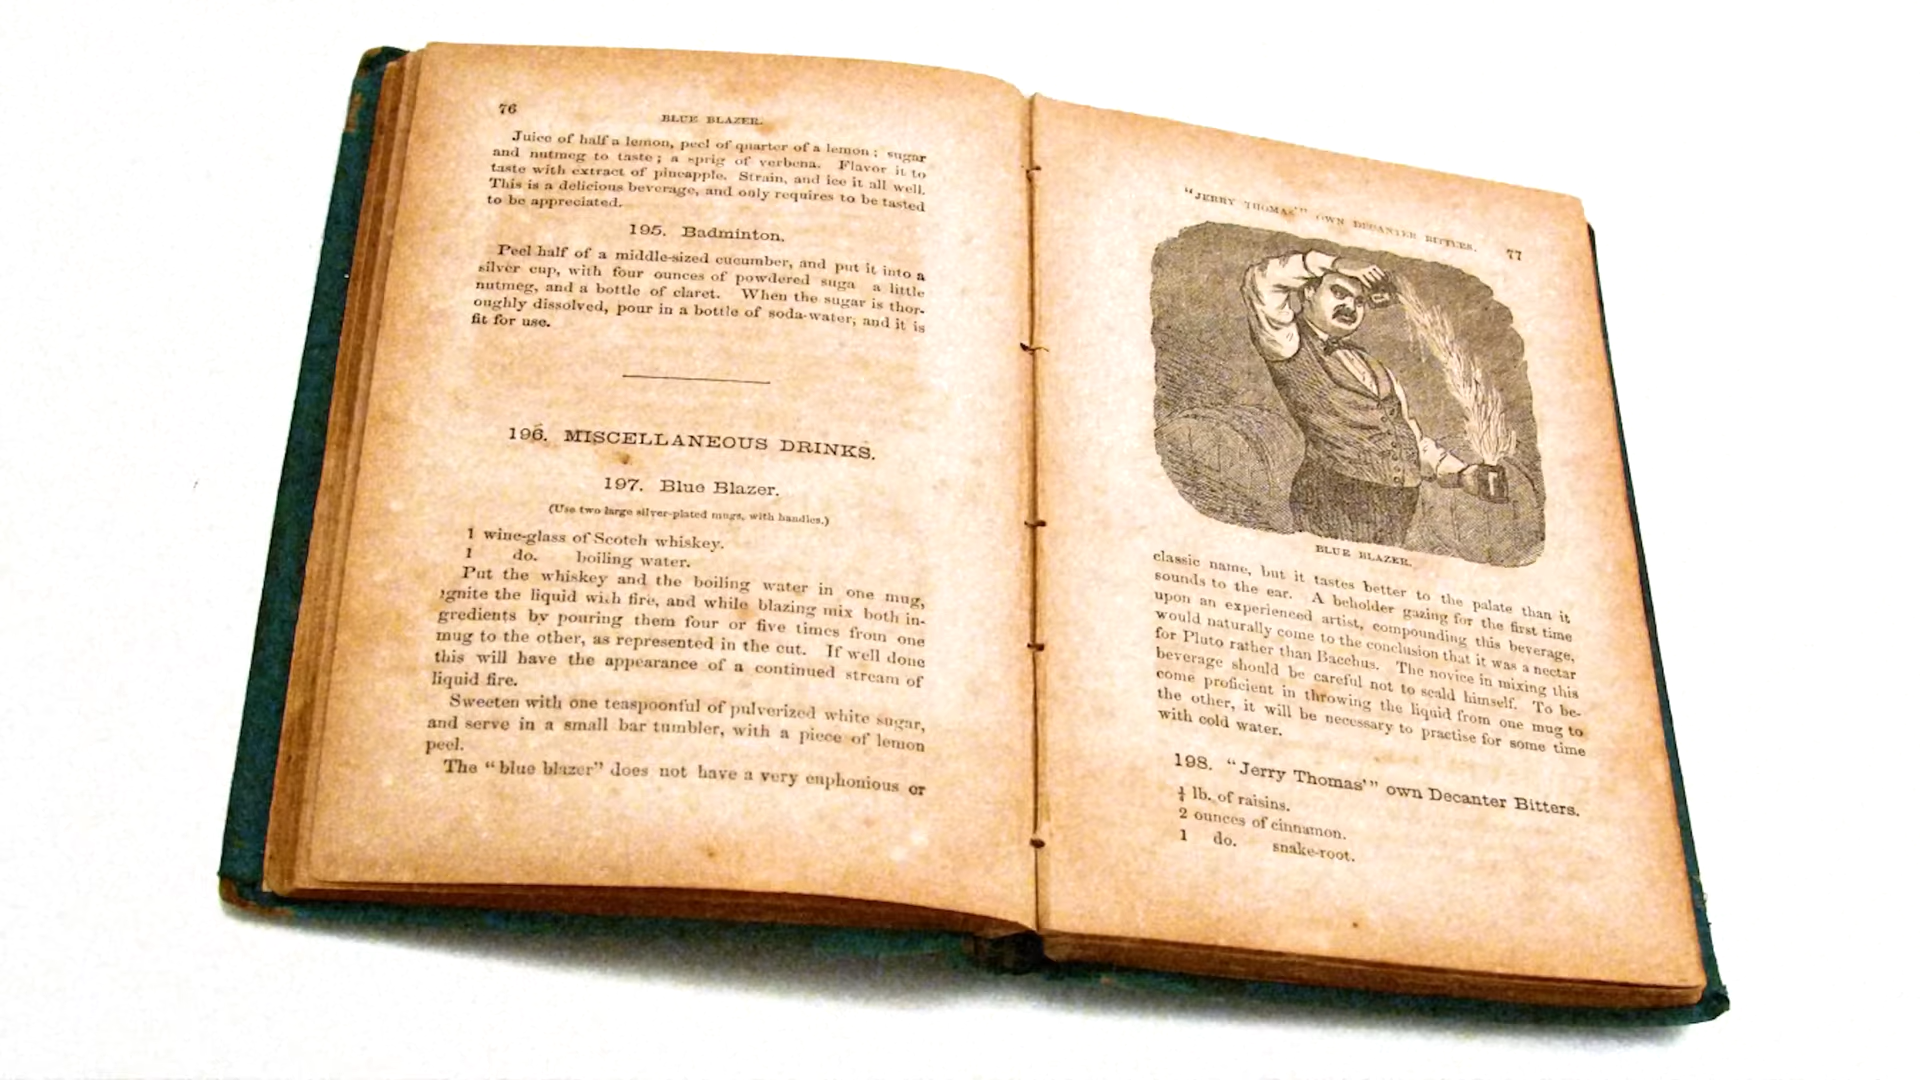 76
BLUE BLAZER.
Juice of half a lemon, peel of quarter of a lemon; sugar
and nutmeg to taste; a sprig of verbena. Flavor it to
taste with extract of pineapple. Strain, and ice it all well.
This is a delicious beverage, and only requires to be tasted
to be appreciated.
195. Badminton.
Peel half of a middle-sized cucumber, and put it into a
silver cup, with four ounces of powdered suga a little
nutmeg, and a bottle of claret. When the sugar is thor-
oughly dissolved, pour in a bottle of soda-water, and it is
fit for use.
196. MISCELLANEOUS DRINKS.
197. Blue Blazer.
(Use two large silver-plated mugs, with handles.)
1 wine-glass of Scotch whiskey.
1 do. boiling water.
Put the whiskey and the boiling water in one mug,
ignite the liquid with fire, and while blazing mix both in-
gredients by pouring them four or five times from one
mug to the other, as represented in the cut. If well done
this will have the appearance of a continued stream of
liquid fire.
Sweeten with one teaspoonful of pulverized white sugar,
and serve in a small bar tumbler, with a piece of lemon
peel.
The "blue blazer" does not have a very euphonious or
"JERRY THOMAS'" OWN DECANTER BITTERS. 77
BLUE BLAZER.
classic name, but it tastes better to the palate than it
sounds to the ear. A beholder gazing for the first time
upon an experienced artist, compounding this beverage,
would naturally come to the conclusion that it was a nectar
for Pluto rather than Bacchus. The novice in mixing this
beverage should be careful not to scald himself. To be-
come proficient in throwing the liquid from one mug to
the other, it will be necessary to practise for some time
with cold water.
198. "Jerry Thomas'" own Decanter Bitters.
¼ lb. of raisins.
2 ounces of cinnamon.
1 do. snake-root.